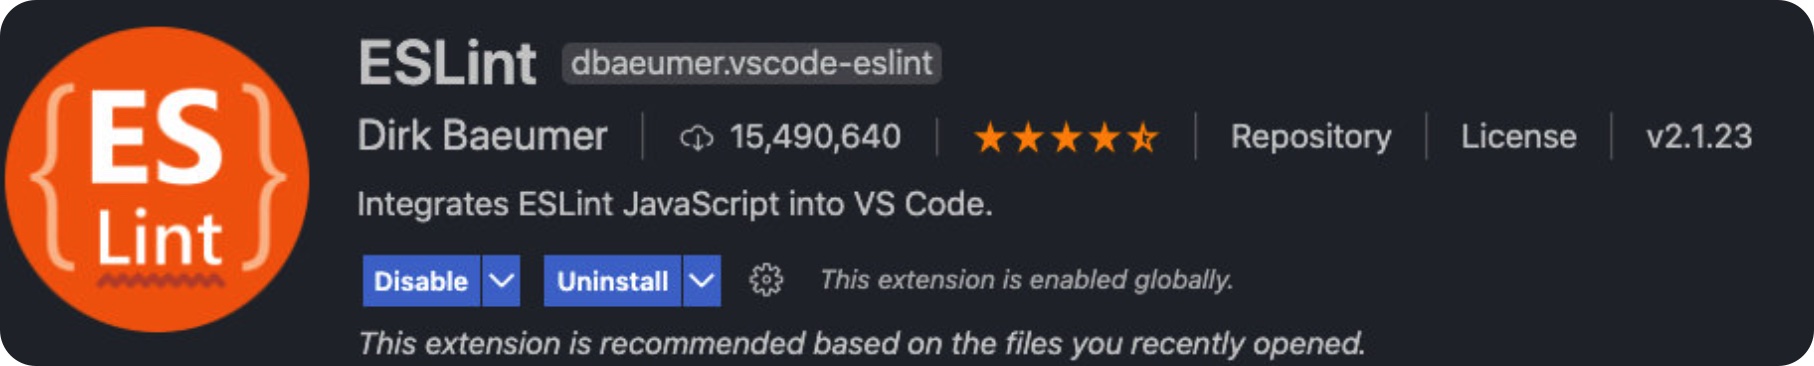 {ES}
Lint
ESLint dbaeumer.vscode-eslint
Dirk Baeumer 15,490,640 Repository License v2.1.23
Integrates ESLint JavaScript into VS Code.
Disable Uninstall This extension is enabled globally.
This extension is recommended based on the files you recently opened.